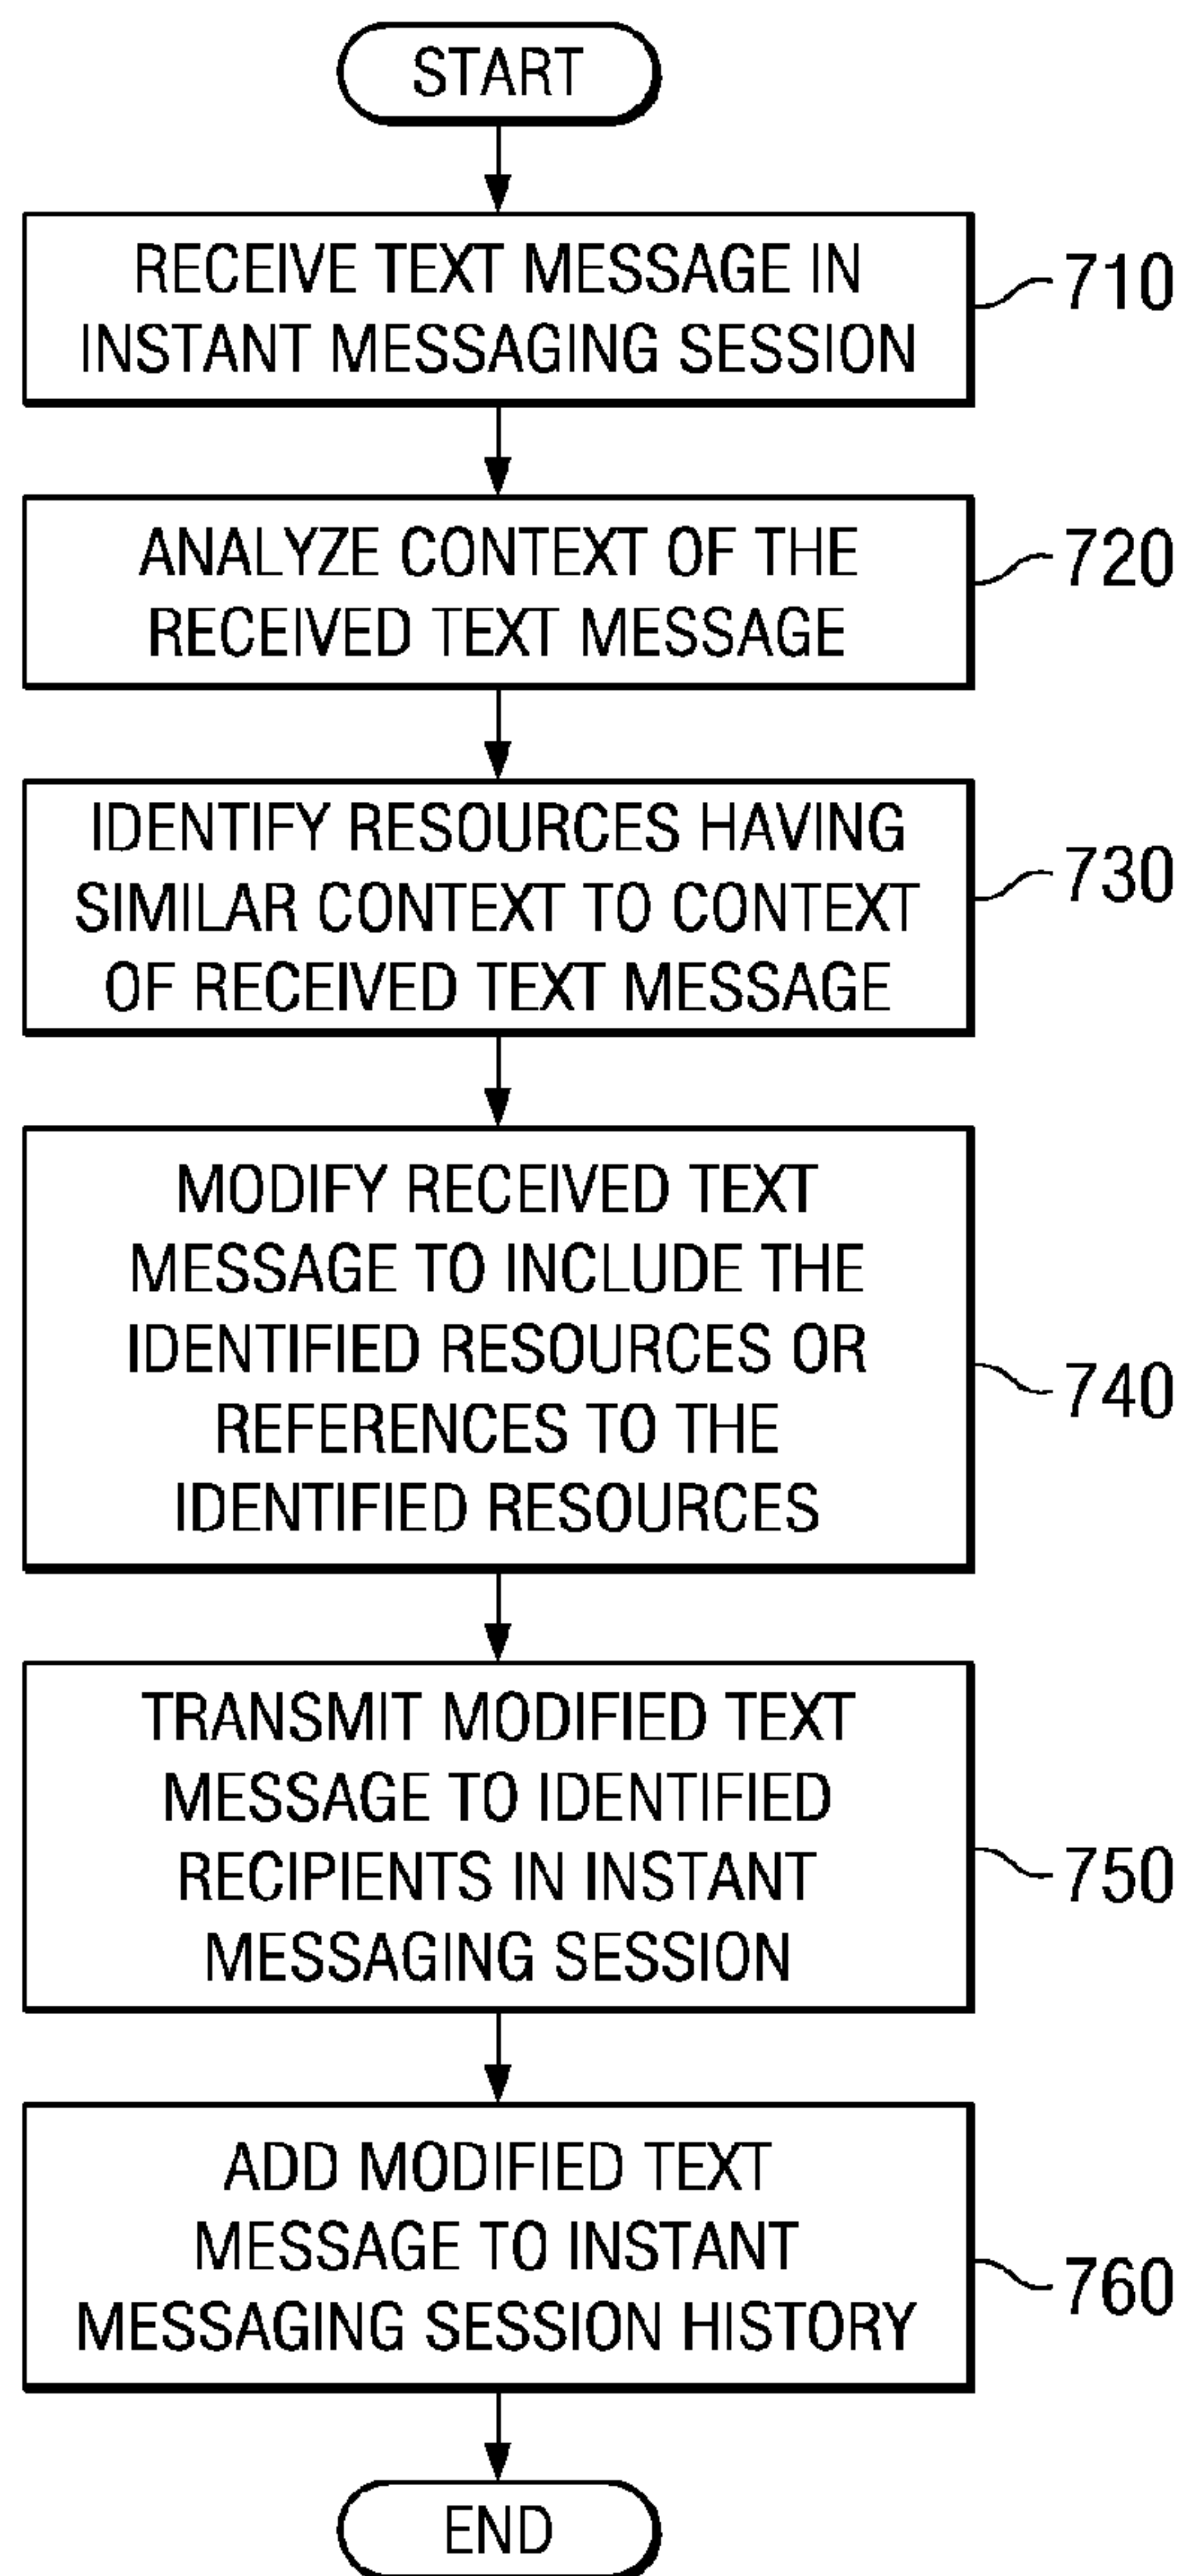 START
RECEIVE TEXT MESSAGE IN
INSTANT MESSAGING SESSION
710
ANALYZE CONTEXT OF THE
RECEIVED TEXT MESSAGE
720
IDENTIFY RESOURCES HAVING
SIMILAR CONTEXT TO CONTEXT
OF RECEIVED TEXT MESSAGE
730
MODIFY RECEIVED TEXT
MESSAGE TO INCLUDE THE
IDENTIFIED RESOURCES OR
REFERENCES TO THE
IDENTIFIED RESOURCES
740
TRANSMIT MODIFIED TEXT
MESSAGE TO IDENTIFIED
RECIPIENTS IN INSTANT
MESSAGING SESSION
750
ADD MODIFIED TEXT
MESSAGE TO INSTANT
MESSAGING SESSION HISTORY
760
END